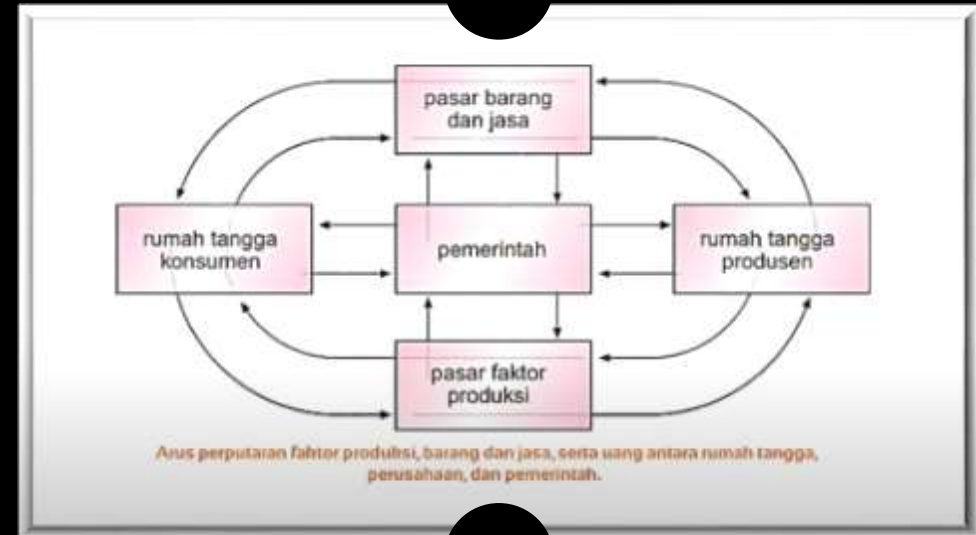 pasar barang
dan jasa
rumah tangga
konsumen
pemerintah
rumah tangga
produsen
pasar faktor
produksi
Arus perputaran faktor produksi, barang dan jasa, serta uang antara rumah tangga,
perusahaan, dan pemerintah.